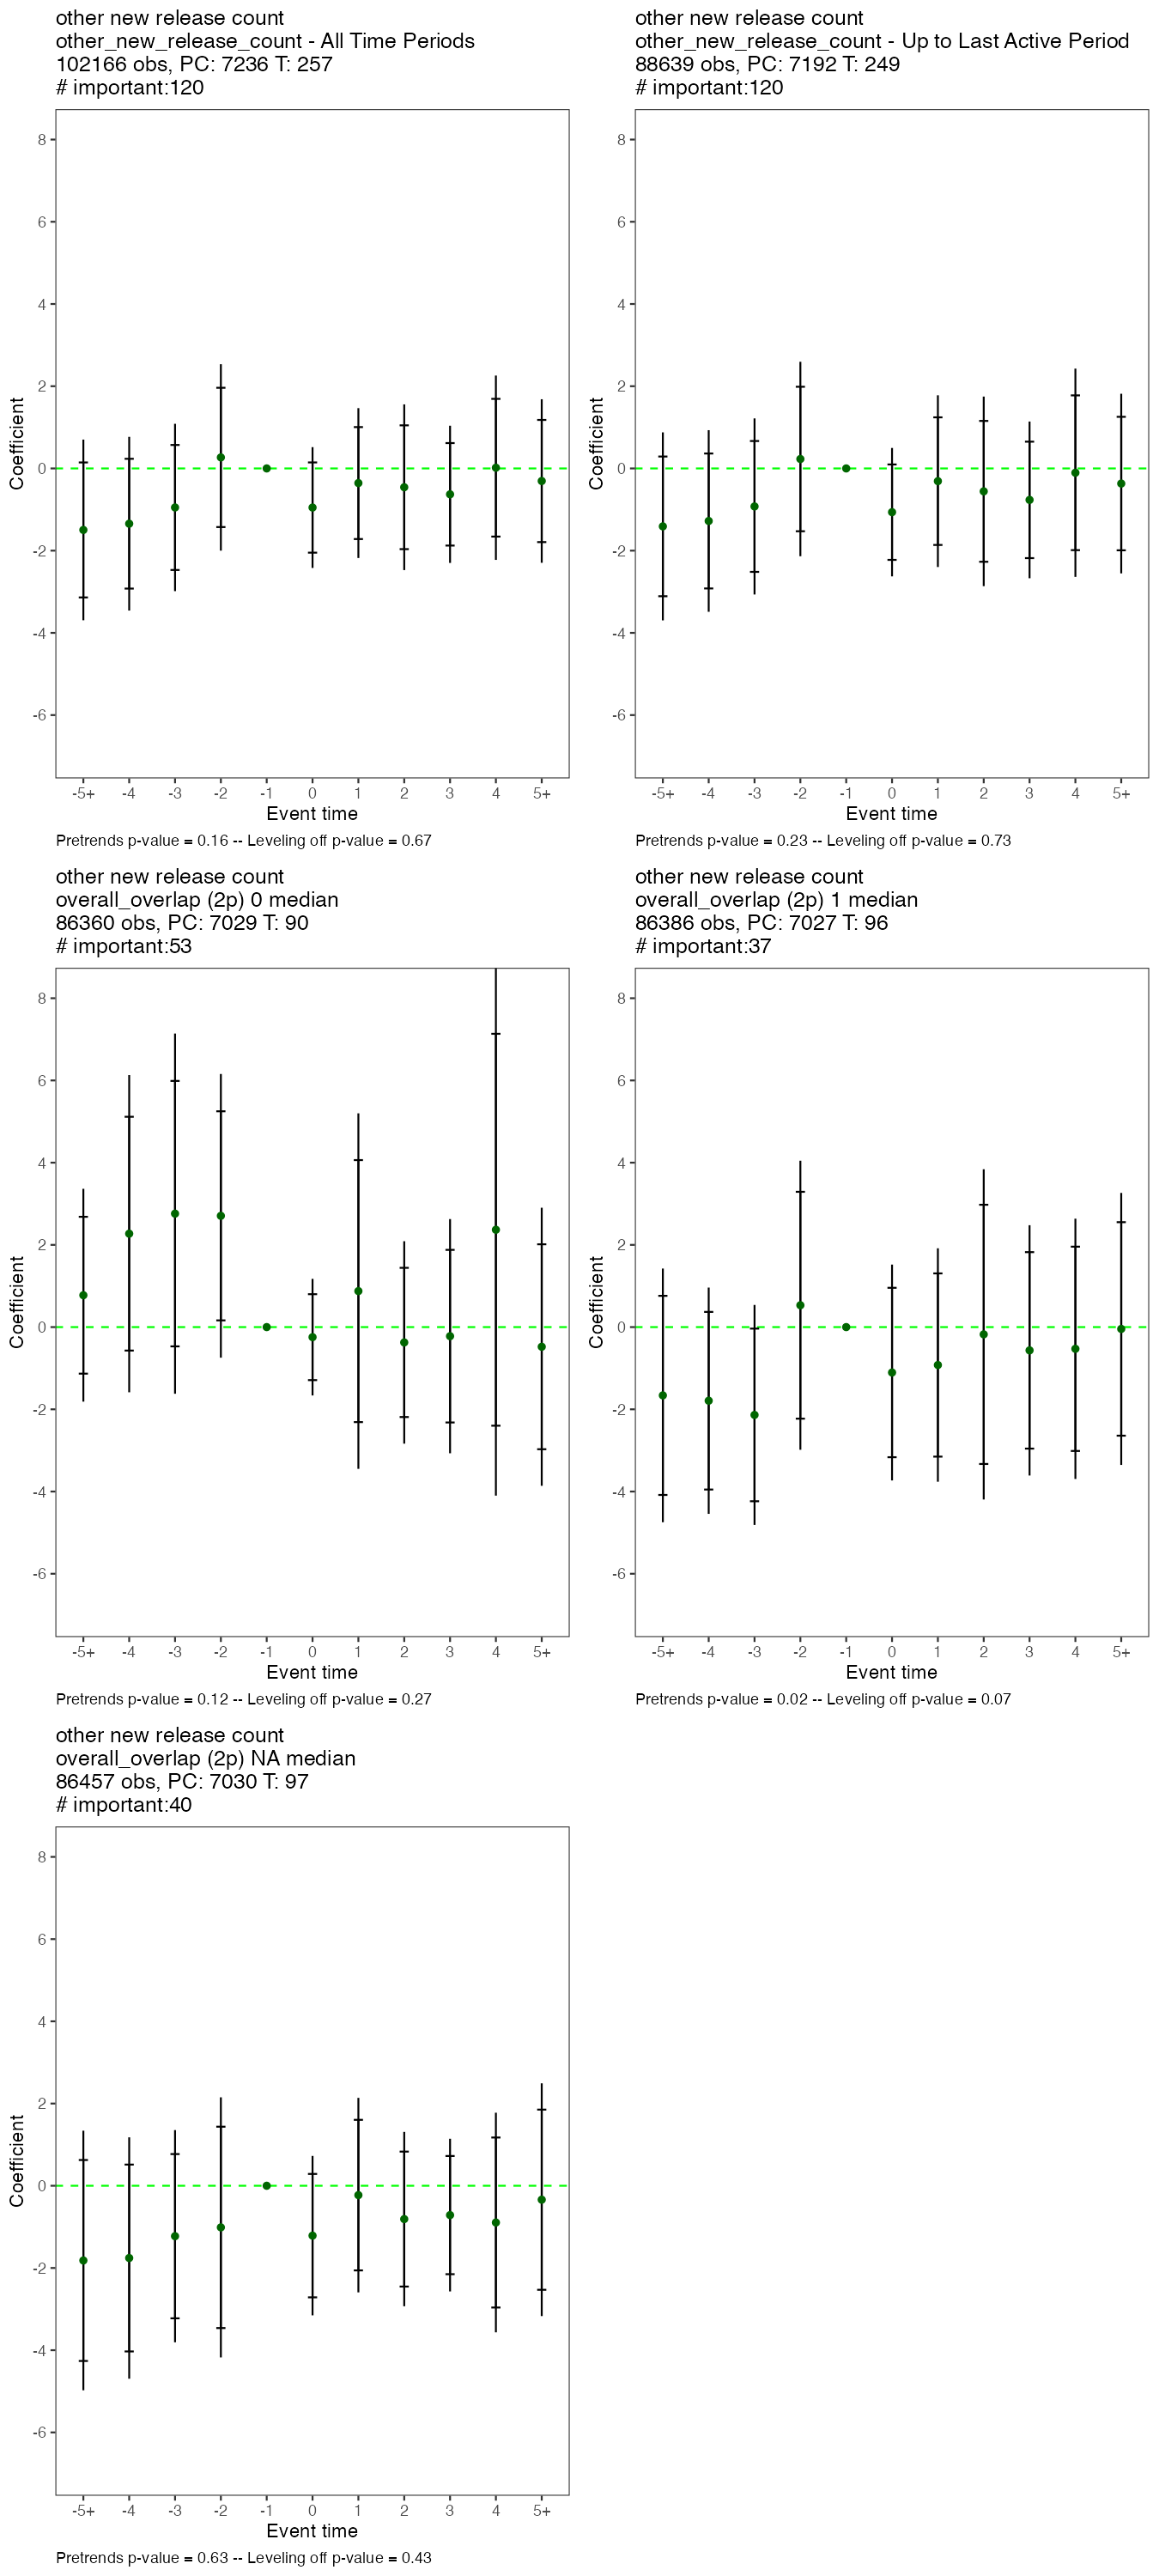 other new release count
other_new_release_count - All Time Periods
102166 obs, PC: 7236 T: 257
# important:120
8
6
4
2
0
-2
-4
-6
Coefficient
-5+ -4 -3 -2 -1 0 1 2 3 4 5+
Event time
Pretrends p-value = 0.16 -- Leveling off p-value = 0.67
other new release count
other_new_release_count - Up to Last Active Period
88639 obs, PC: 7192 T: 249
# important:120
8
6
4
2
0
-2
-4
-6
Coefficient
-5+ -4 -3 -2 -1 0 1 2 3 4 5+
Event time
Pretrends p-value = 0.23 -- Leveling off p-value = 0.73
other new release count
overall_overlap (2p) 0 median
86360 obs, PC: 7029 T: 90
# important:53
8
6
4
2
0
-2
-4
-6
Coefficient
-5+ -4 -3 -2 -1 0 1 2 3 4 5+
Event time
Pretrends p-value = 0.12 -- Leveling off p-value = 0.27
other new release count
overall_overlap (2p) 1 median
86386 obs, PC: 7027 T: 96
# important:37
8
6
4
2
0
-2
-4
-6
Coefficient
-5+ -4 -3 -2 -1 0 1 2 3 4 5+
Event time
Pretrends p-value = 0.02 -- Leveling off p-value = 0.07
other new release count
overall_overlap (2p) NA median
86457 obs, PC: 7030 T: 97
# important:40
8
6
4
2
0
-2
-4
-6
Coefficient
-5+ -4 -3 -2 -1 0 1 2 3 4 5+
Event time
Pretrends p-value = 0.63 -- Leveling off p-value = 0.43